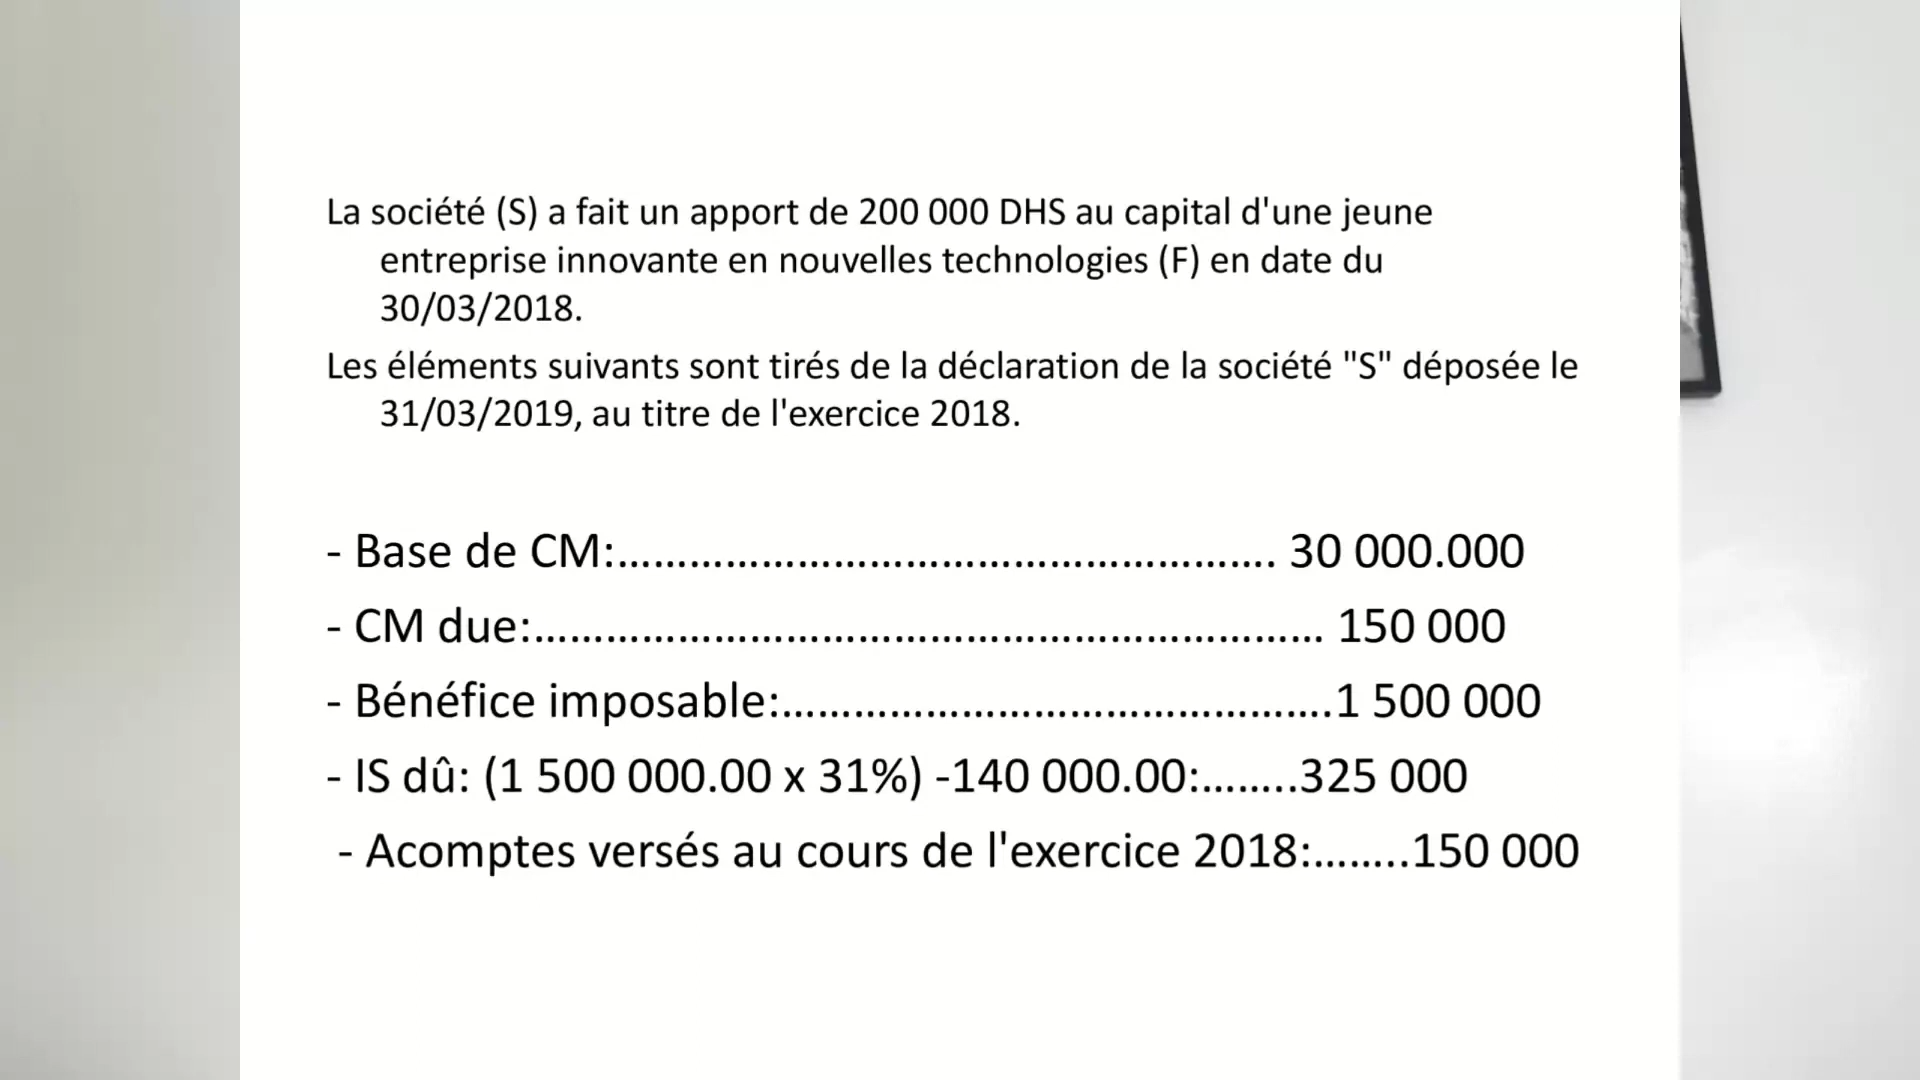 La société (S) a fait un apport de 200 000 DHS au capital d'une jeune
entreprise innovante en nouvelles technologies (F) en date du
30/03/2018.
Les éléments suivants sont tirés de la déclaration de la société "S" déposée le
31/03/2019, au titre de l'exercice 2018.
- Base de CM:………………………………………………. 30 000.000
- CM due:………………………………………………………… 150 000
- Bénéfice imposable:……………………………………….1 500 000
- IS dû: (1 500 000.00 x 31%) -140 000.00:……..325 000
- Acomptes versés au cours de l'exercice 2018:……..150 000